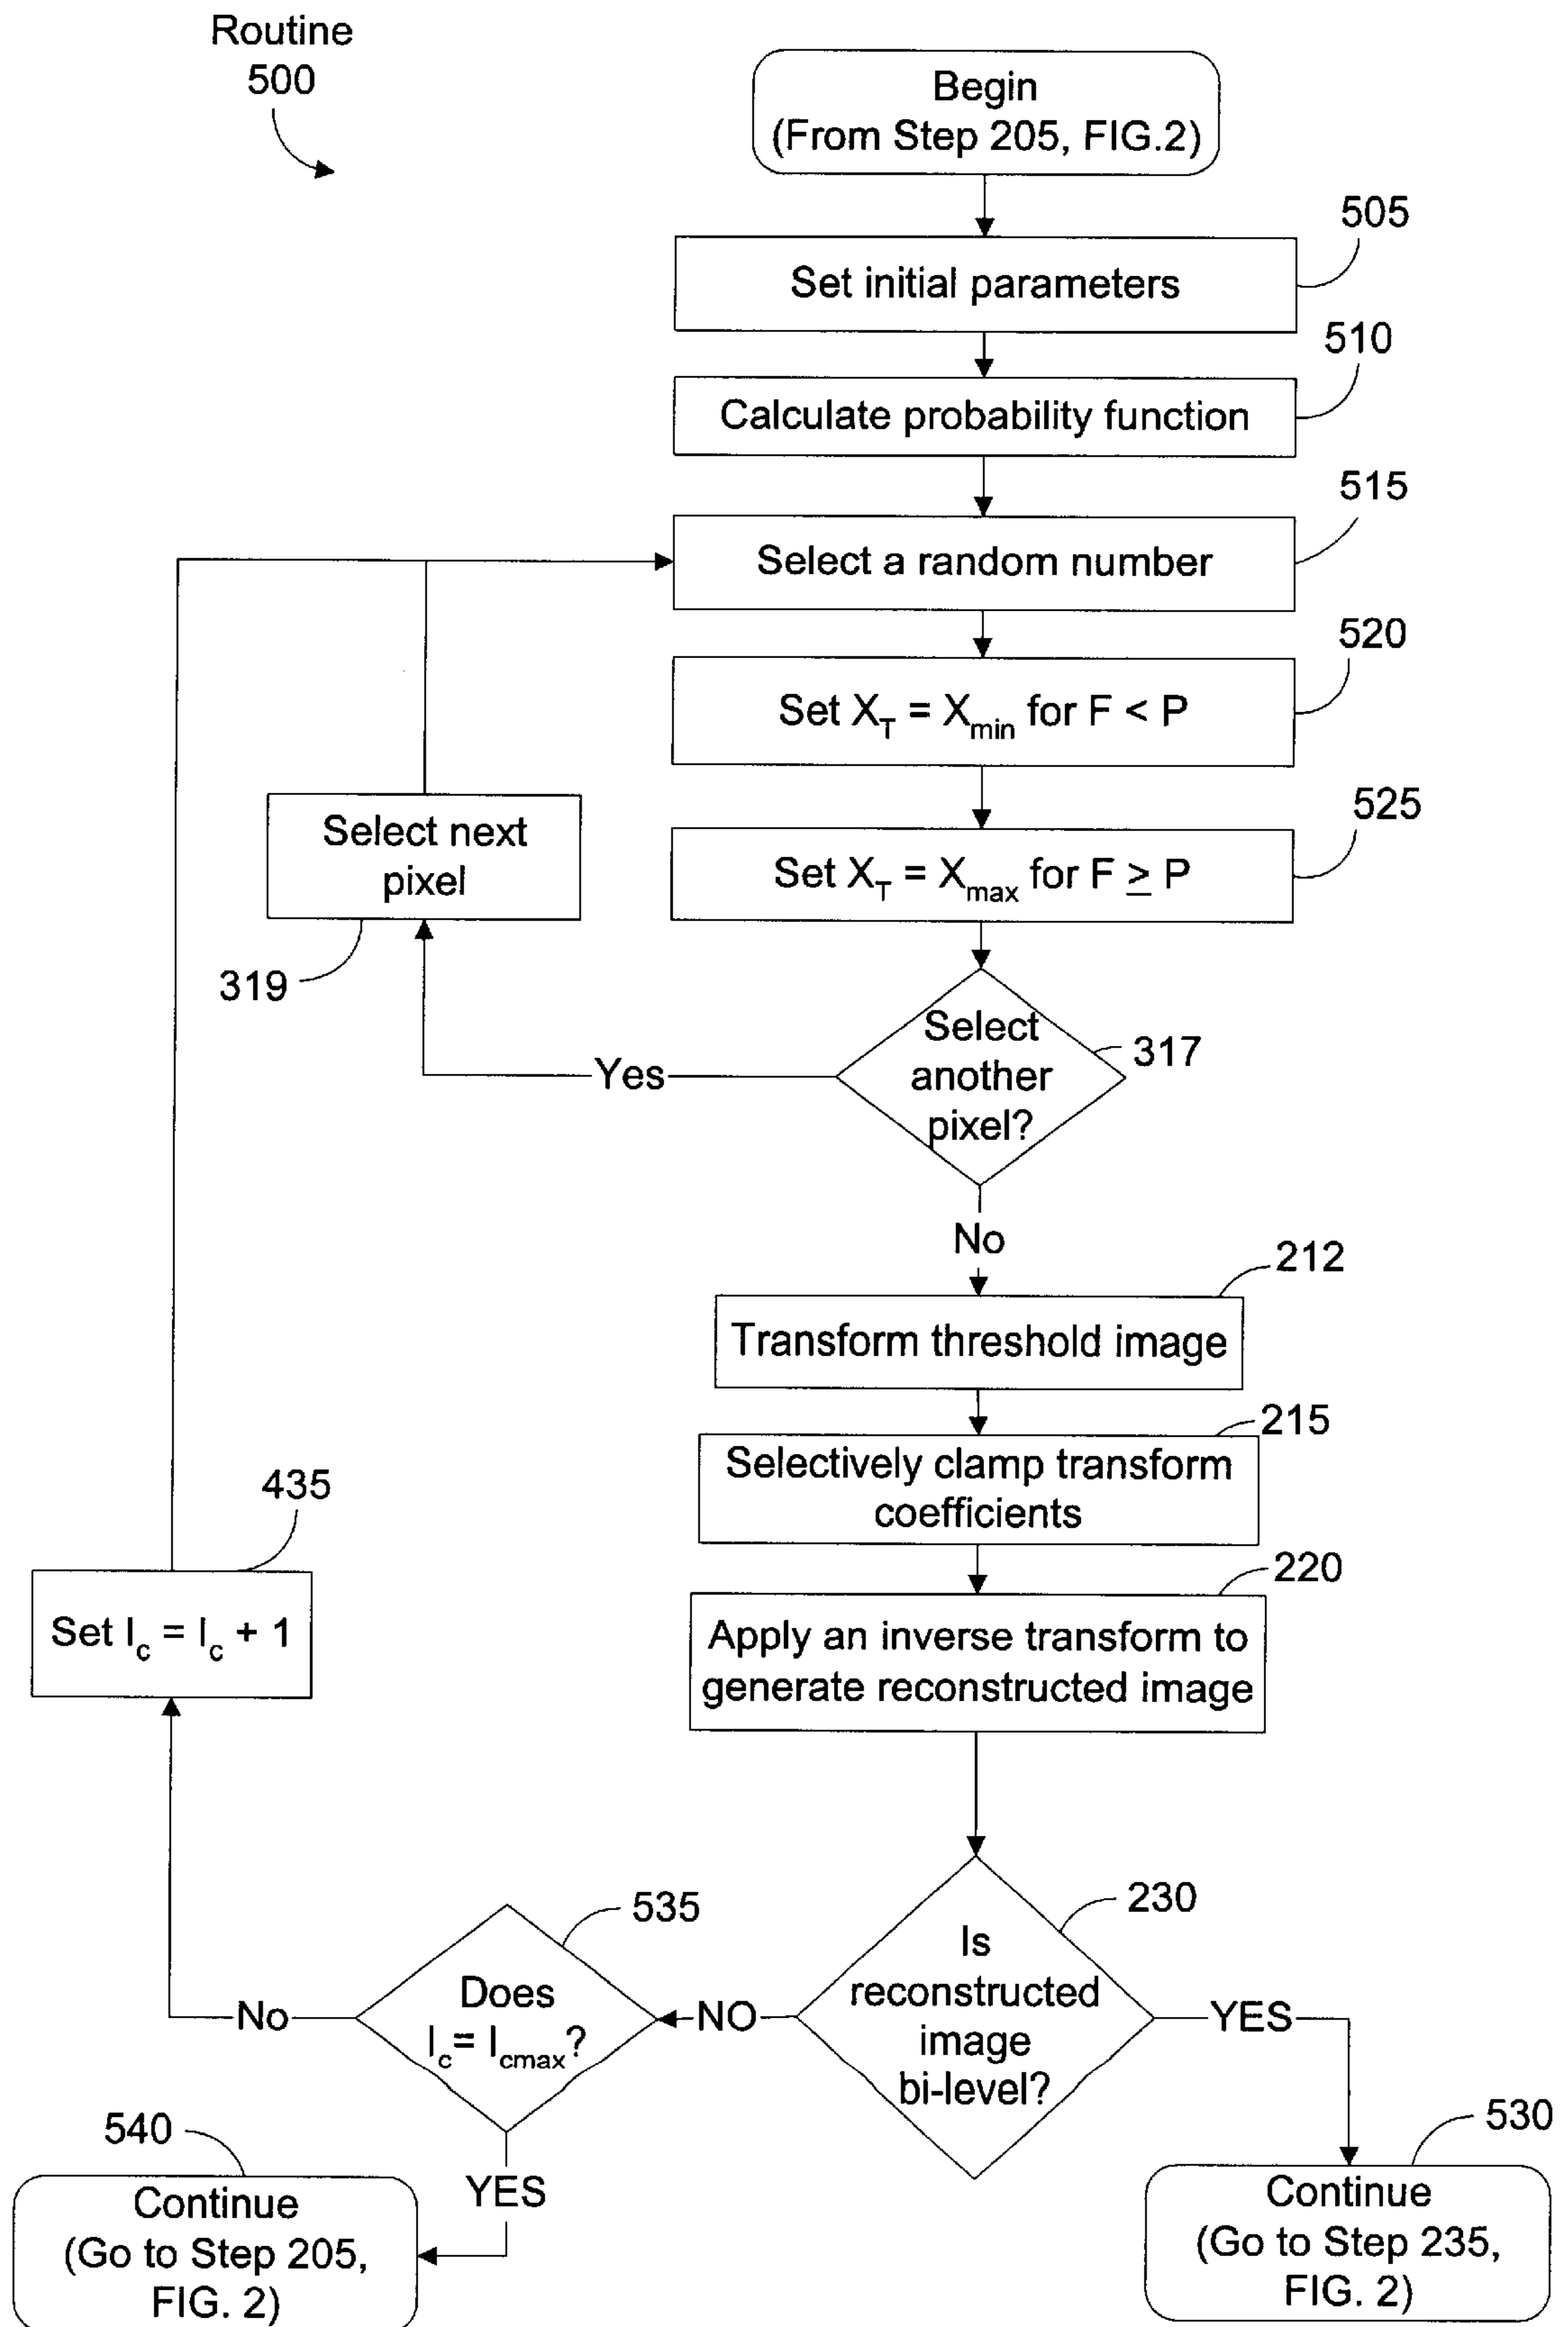 Routine
500
Begin
(From Step 205, FIG.2)
505
Set initial parameters
510
Calculate probability function
515
Select a random number
520
Set X_T = X_min for F < P
525
Set X_T = X_max for F ≥ P
Select next
pixel
319
Select
another
pixel?
317
Yes
No
212
Transform threshold image
215
Selectively clamp transform
coefficients
435
Set I_c = I_c + 1
220
Apply an inverse transform to
generate reconstructed image
230
Is
reconstructed
image
bi-level?
535
Does
I_c= I_cmax?
No
NO
YES
540
YES
530
Continue
(Go to Step 205,
FIG. 2)
Continue
(Go to Step 235,
FIG. 2)